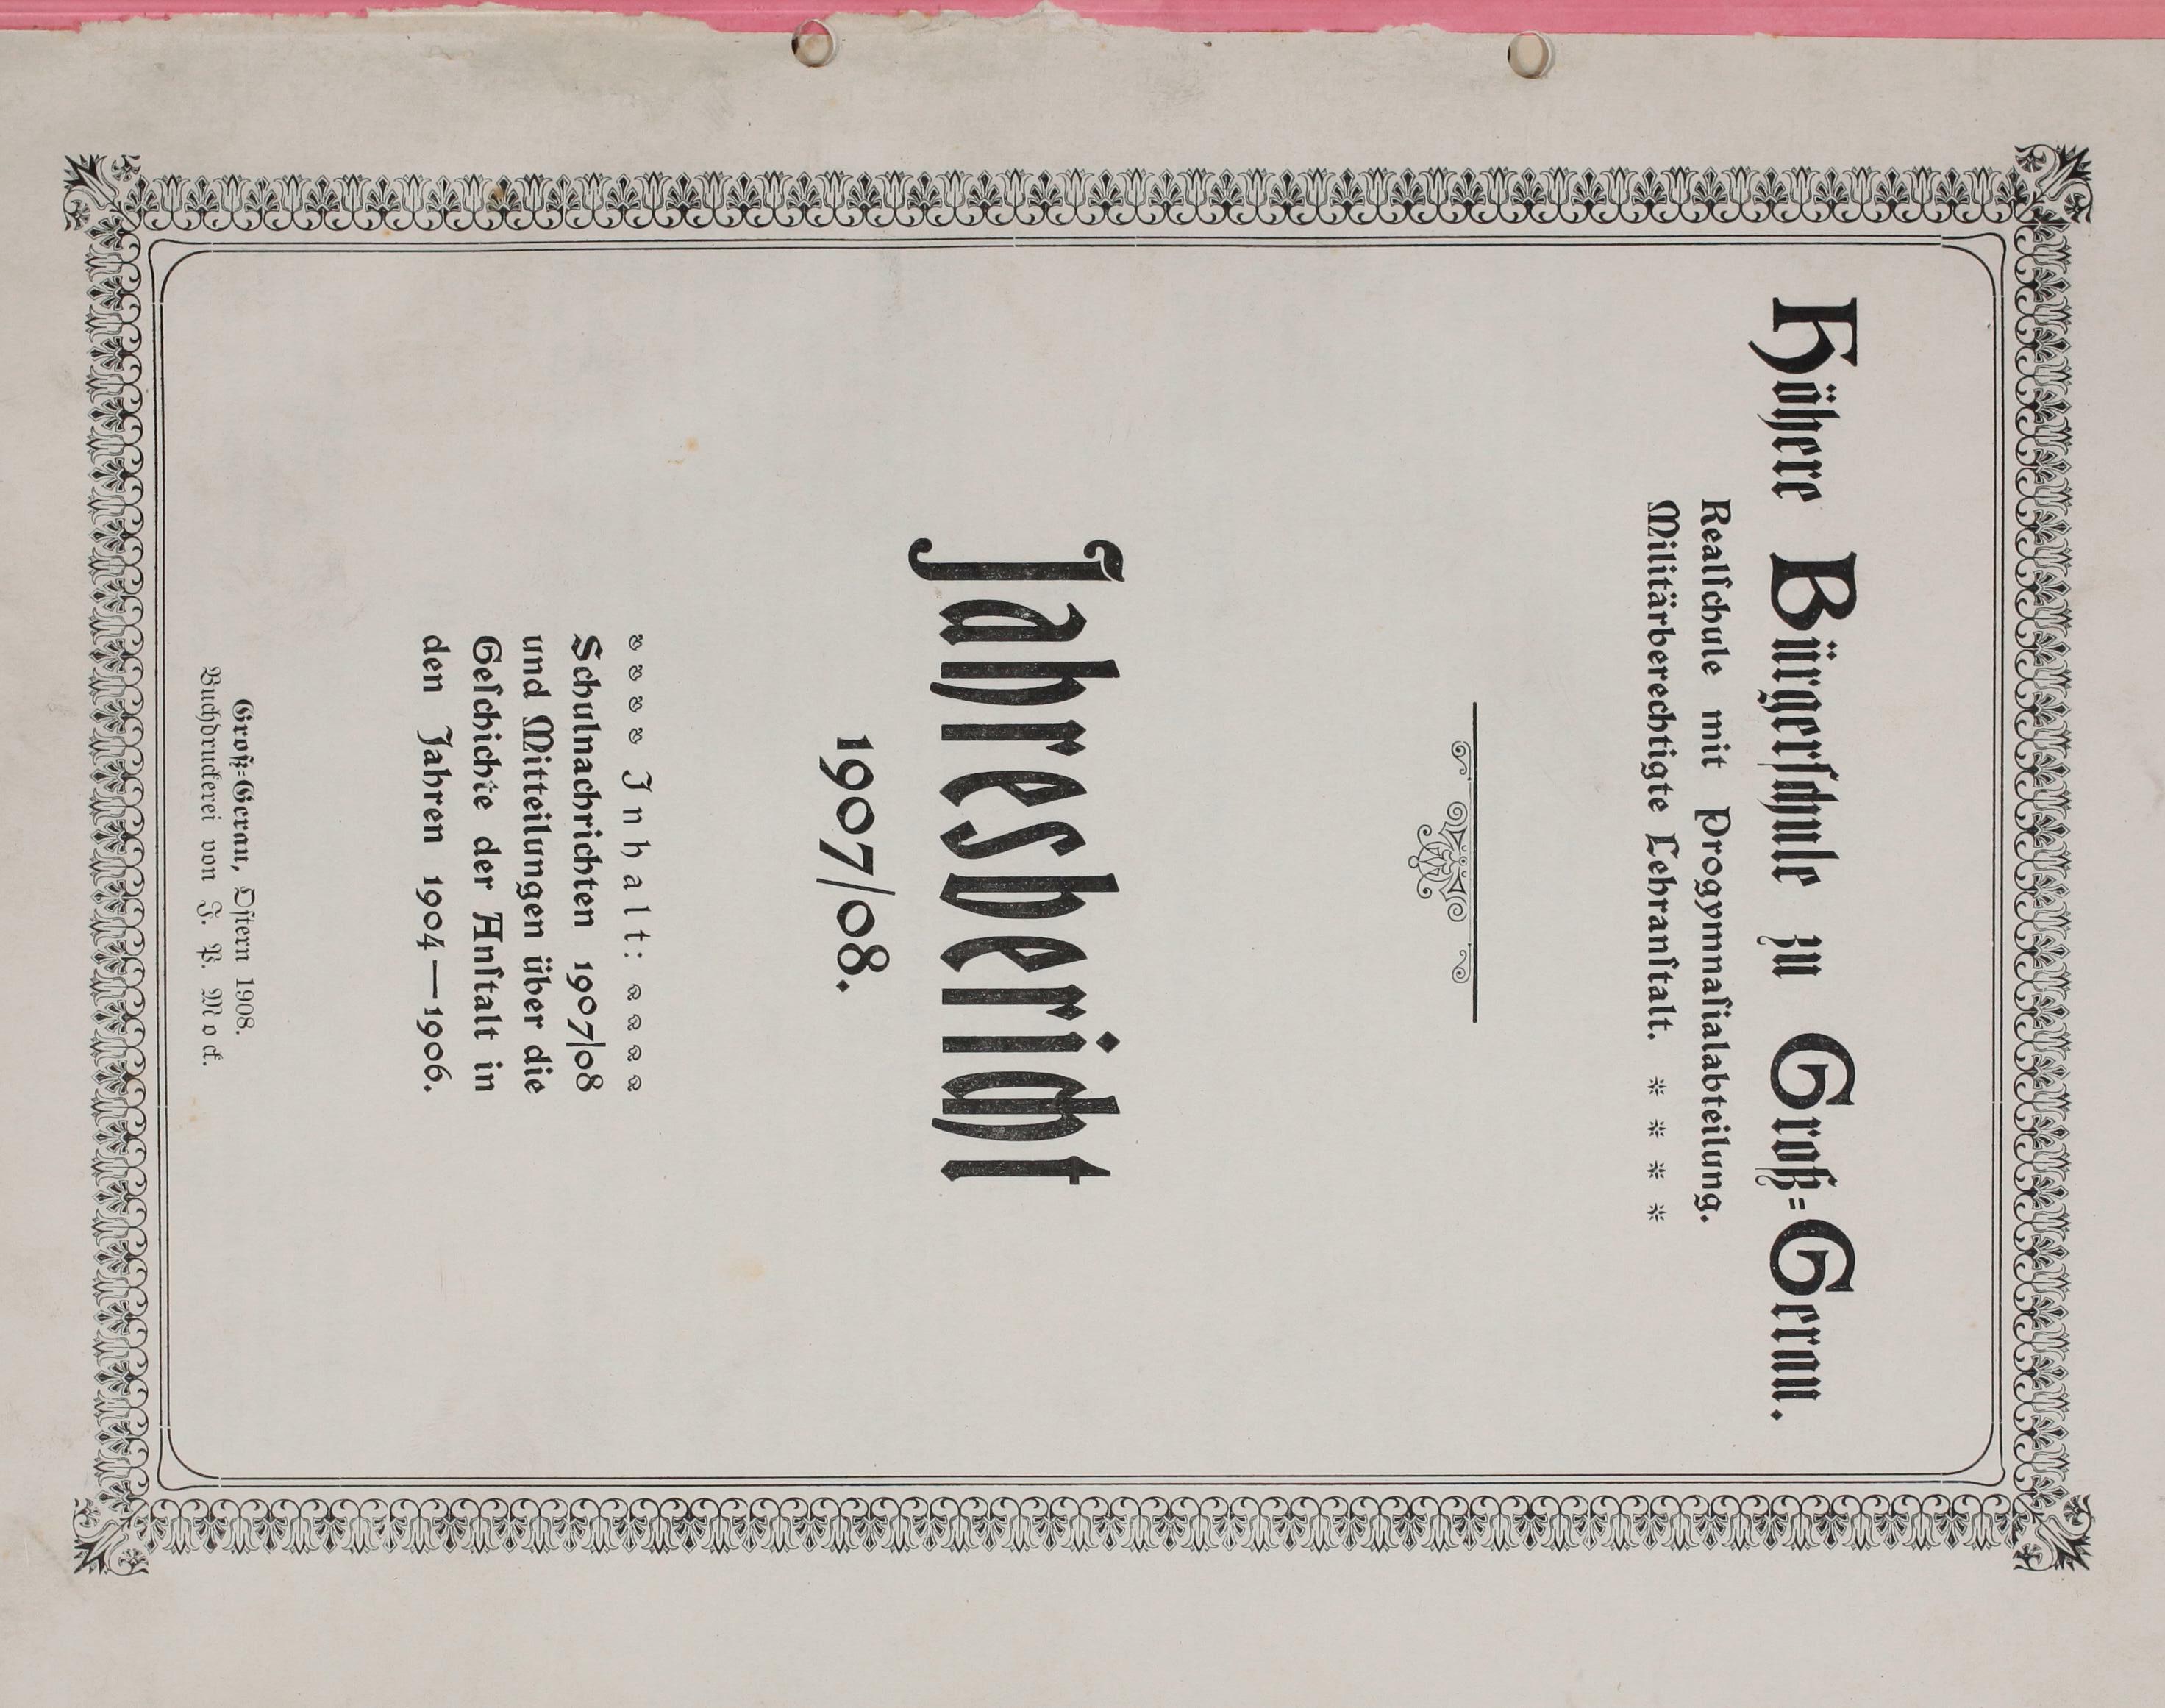 Höhere Bürgerſchule zu Groß=Gerau.
Realſchule mit Progymnaſialabteilung.
Militärberechtigte Lehranſtalt. * * * *
Jahresbericht
1907/08.
Inhalt:
Schulnachrichten 1907/08
und Mitteilungen über die
Geſchichte der Anſtalt in
den Jahren 1904—1906.
Groß=Gerau, Oſtern 1908.
Buchdruckerei von J. P. Mock.